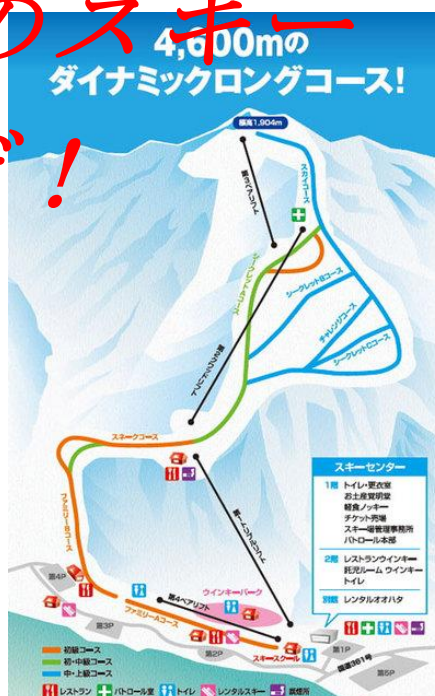 のスキー
4,600mの
ダイナミックロングコース!
!
標高1,904m
第3ペアリフト
スカイコース
シークレットAコース
シークレットBコース
チャレンジコース
シークレットCコース
第2クワッドリフト
スネークコース
ファミリーBコース
第1トリプルリフト
スキーセンター
1階 トイレ・更衣室
お土産覚明堂
軽食ノッキー
チケット売場
スキー場管理事務所
パトロール本部
2階 レストランウインキー
託児ルーム ウインキー
トイレ
別館 レンタルオオハタ
第4P
ウインキーパーク
第4ペアリフト
第3P
ファミリーAコース
第2P
スキースクール
第1P
国道361号
第5P
初級コース
初・中級コース
中・上級コース
レストラン
パトロール室
トイレ
レンタルスキー
喫煙所